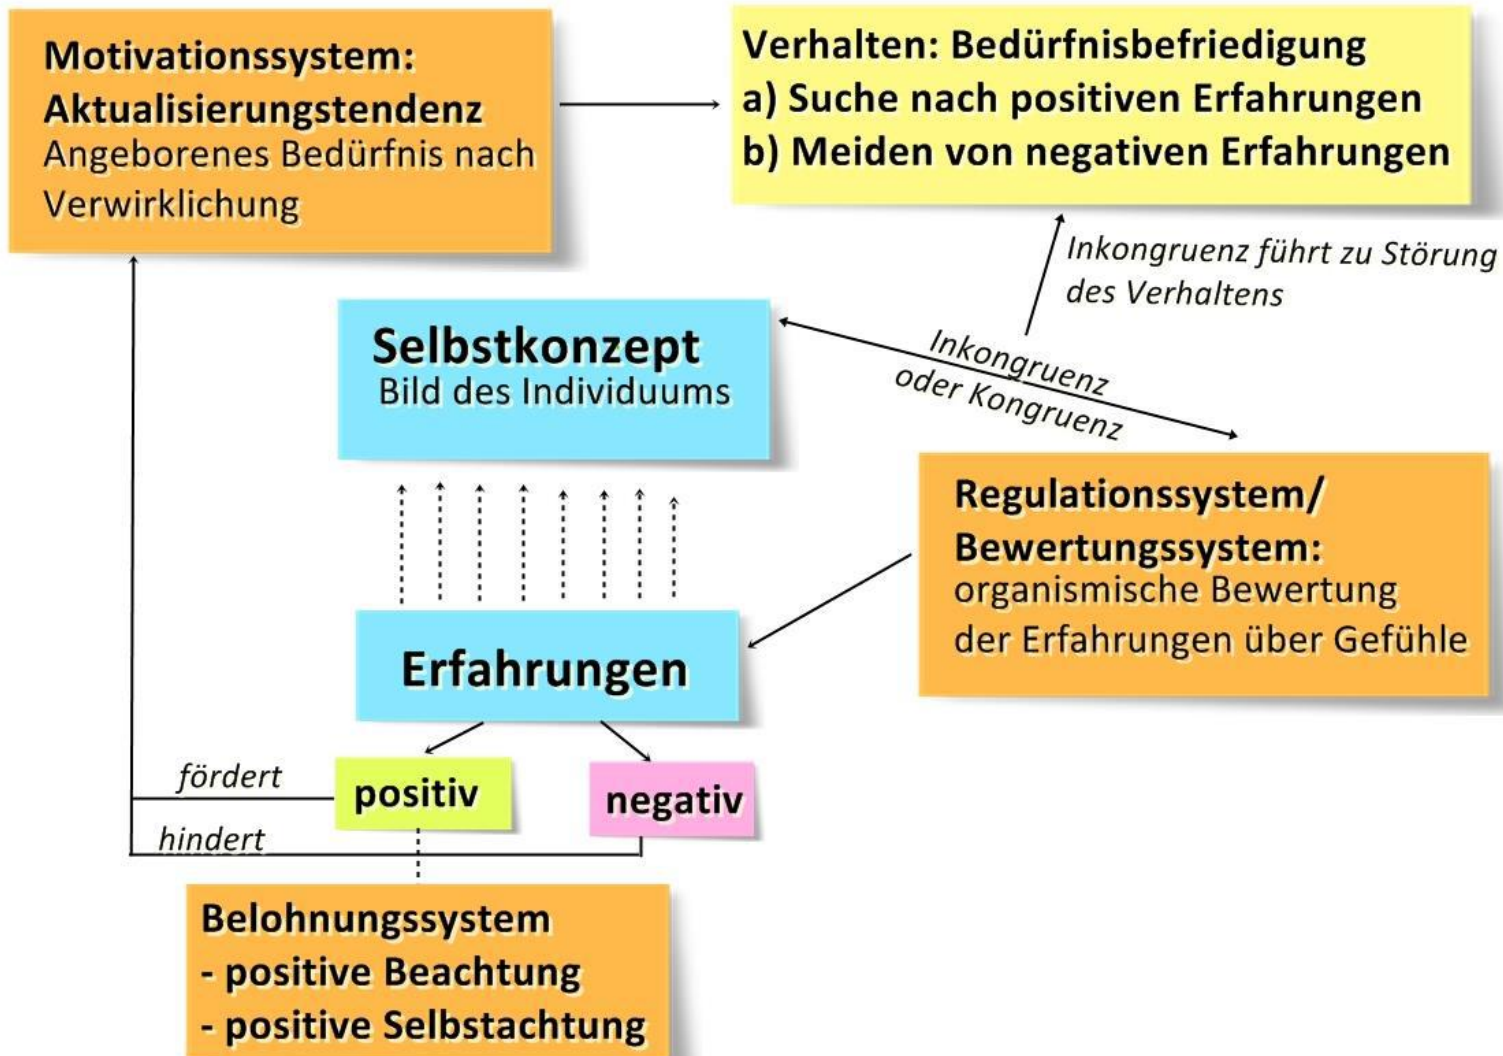 Motivationssystem:
Aktualisierungstendenz
Angeborenes Bedürfnis nach
Verwirklichung
Verhalten: Bedürfnisbefriedigung
a) Suche nach positiven Erfahrungen
b) Meiden von negativen Erfahrungen
Inkongruenz führt zu Störung
des Verhaltens
Selbstkonzept
Bild des Individuums
Inkongruenz
oder Kongruenz
Regulationssystem/
Bewertungssystem:
organismische Bewertung
der Erfahrungen über Gefühle
Erfahrungen
fördert
positiv
negativ
hindert
Belohnungssystem
- positive Beachtung
- positive Selbstachtung